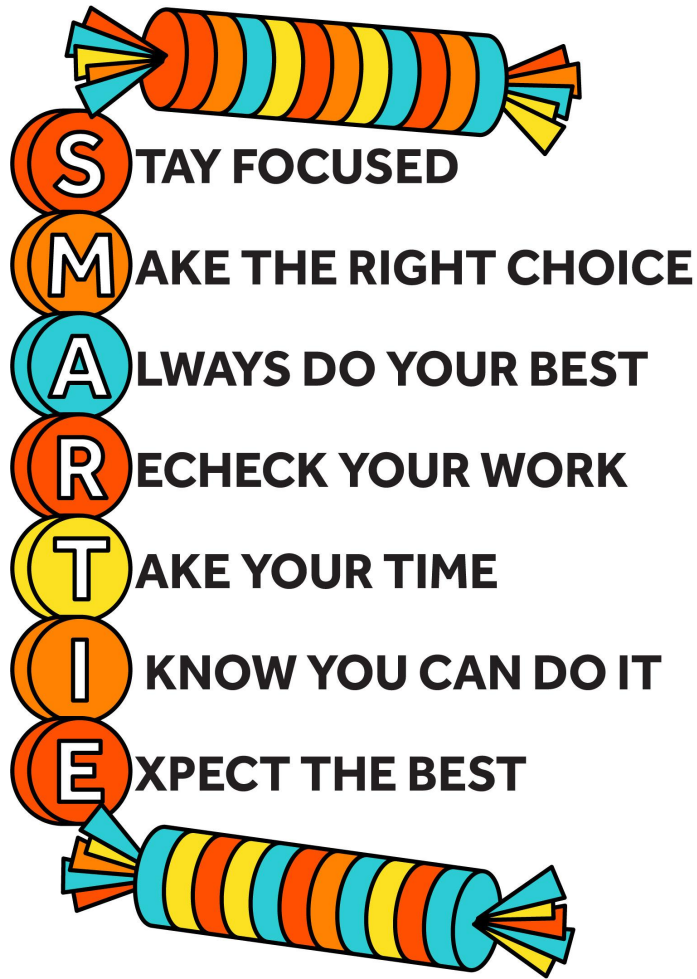 STAY FOCUSED
MAKE THE RIGHT CHOICE
ALWAYS DO YOUR BEST
RECHECK YOUR WORK
TAKE YOUR TIME
I KNOW YOU CAN DO IT
EXPECT THE BEST